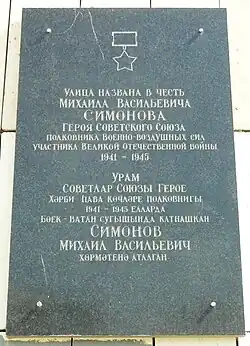 Улица названа в честь
Михаила Васильевича
Симонова
Героя Советского Союза
полковника Военно-воздушных сил
участника Великой Отечественной войны
1941 – 1945
Урам
Советлар Союзы Герое
Хәрби һава көчләре полковнигы
1941 – 1945 елларда
Боек - Ватан сугышында катнашкан
Симонов
Михаил Васильевич
хөрмәтенә аталган